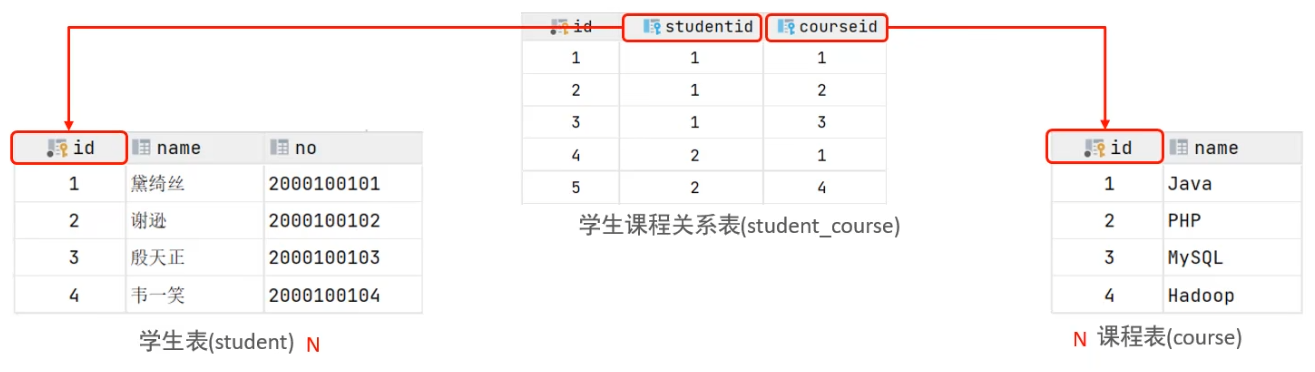 id studentid courseid
1 1 1
2 1 2
3 1 3
4 2 1
5 2 4
学生课程关系表(student_course)
id name no
1 黛绮丝 2000100101
2 谢逊 2000100102
3 殷天正 2000100103
4 韦一笑 2000100104
学生表(student) N
id name
1 Java
2 PHP
3 MySQL
4 Hadoop
N 课程表(course)